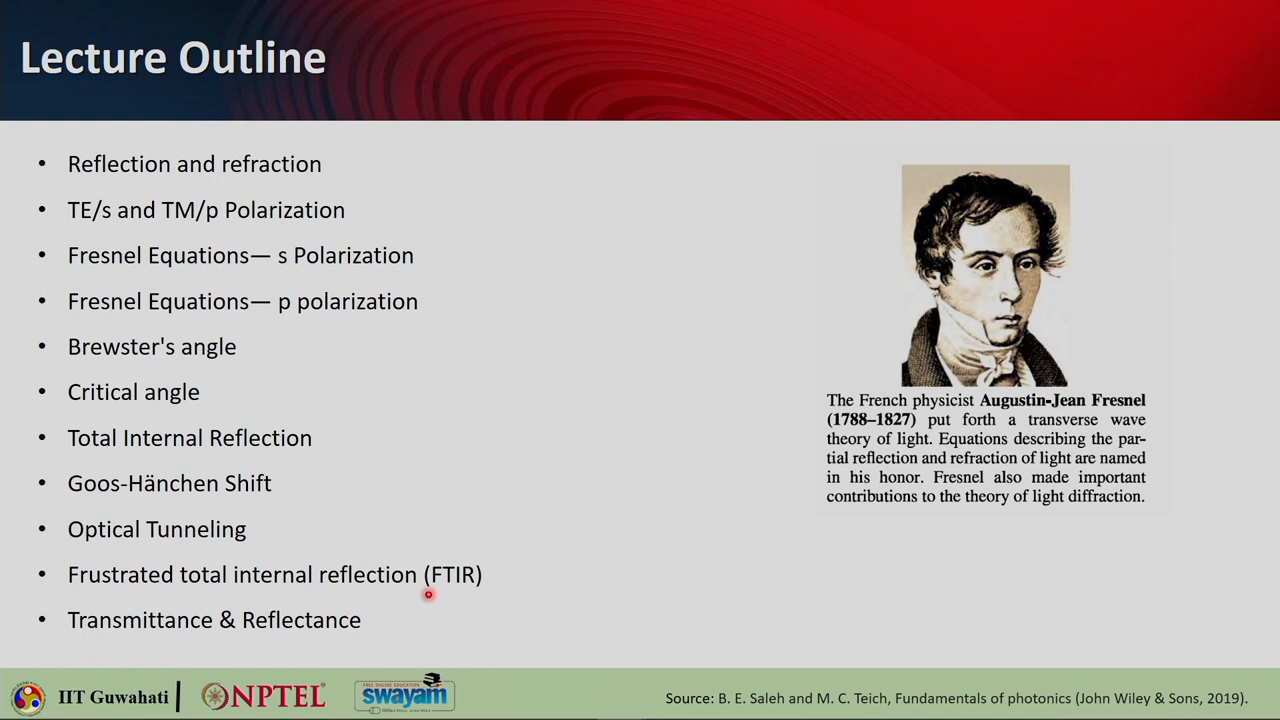 Lecture Outline
• Reflection and refraction
• TE/s and TM/p Polarization
• Fresnel Equations— s Polarization
• Fresnel Equations— p polarization
• Brewster's angle
• Critical angle
• Total Internal Reflection
• Goos-Hänchen Shift
• Optical Tunneling
• Frustrated total internal reflection (FTIR)
• Transmittance & Reflectance
The French physicist Augustin-Jean Fresnel
(1788–1827) put forth a transverse wave
theory of light. Equations describing the par-
tial reflection and refraction of light are named
in his honor. Fresnel also made important
contributions to the theory of light diffraction.
IIT Guwahati
NPTEL
FREE ONLINE EDUCATION
swayam
Source: B. E. Saleh and M. C. Teich, Fundamentals of photonics (John Wiley & Sons, 2019).